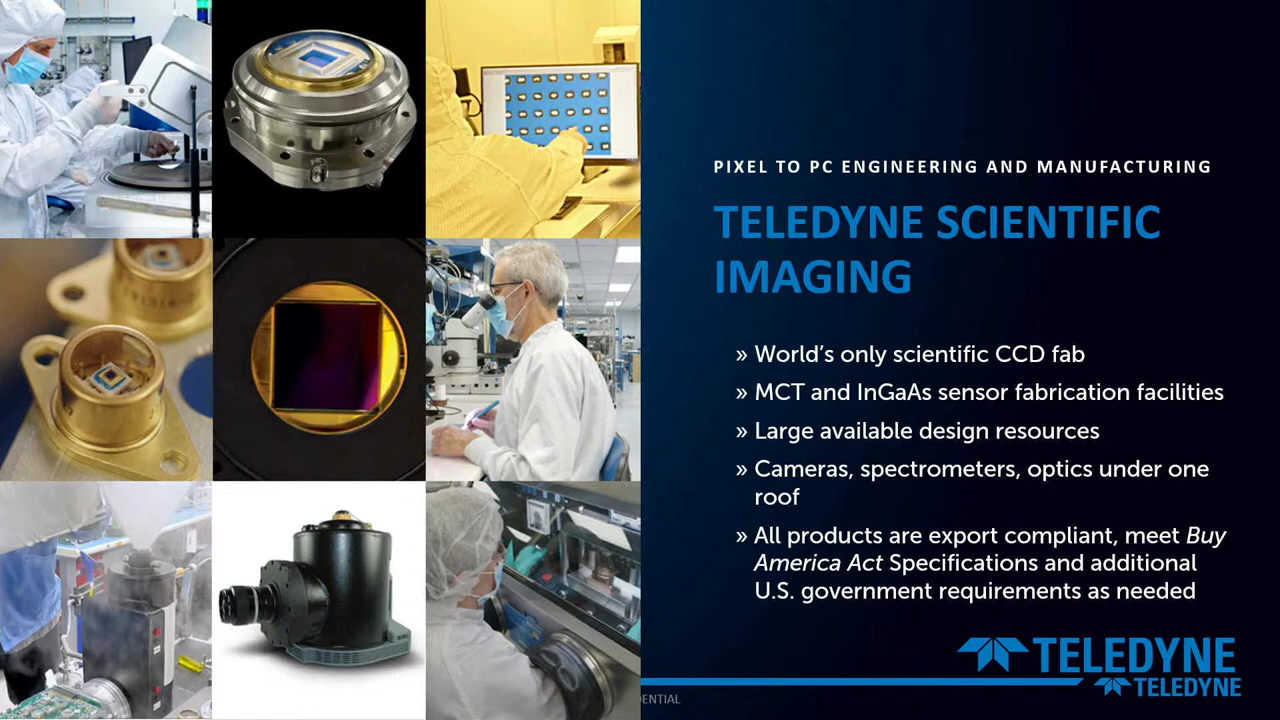 PIXEL TO PC ENGINEERING AND MANUFACTURING
TELEDYNE SCIENTIFIC
IMAGING
» World’s only scientific CCD fab
» MCT and InGaAs sensor fabrication facilities
» Large available design resources
» Cameras, spectrometers, optics under one
roof
» All products are export compliant, meet Buy
America Act Specifications and additional
U.S. government requirements as needed
TELEDYNE
TELEDYNE